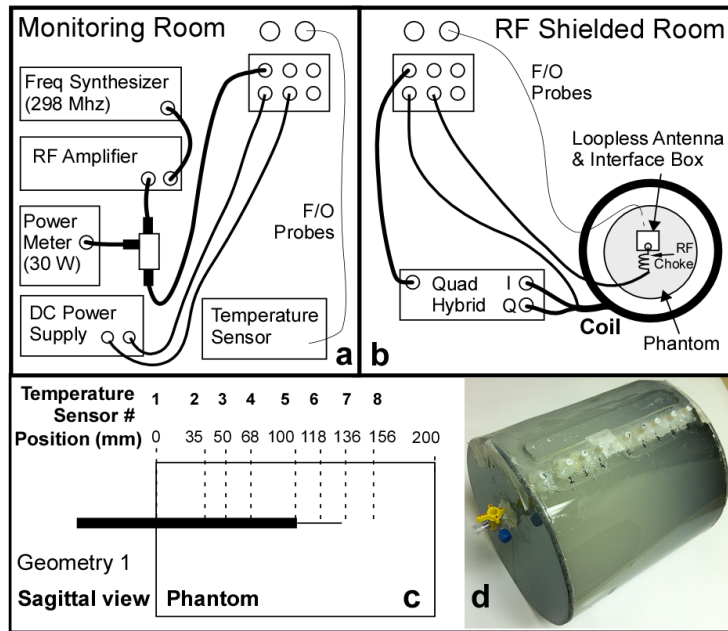 Monitoring Room
Freq Synthesizer
(298 Mhz)
RF Amplifier
Power
Meter
(30 W)
DC Power
Supply
F/O
Probes
Temperature
Sensor
a
RF Shielded Room
F/O
Probes
Loopless Antenna
& Interface Box
RF
Choke
Quad
Hybrid
I
Q
Coil
Phantom
b
Temperature
Sensor # 1 2 3 4 5 6 7 8
Position (mm) 0 35 50 68 100 118 136 156 200
Geometry 1
Sagittal view Phantom
c
d